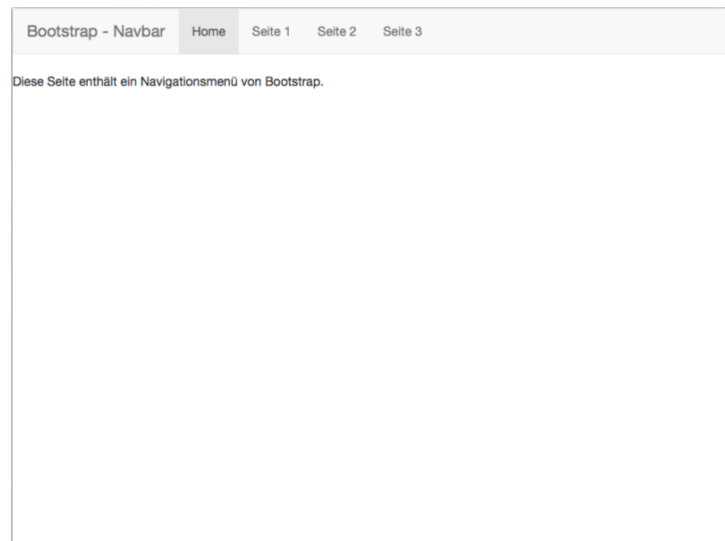 Bootstrap - Navbar Home Seite 1 Seite 2 Seite 3
Diese Seite enthält ein Navigationsmenü von Bootstrap.